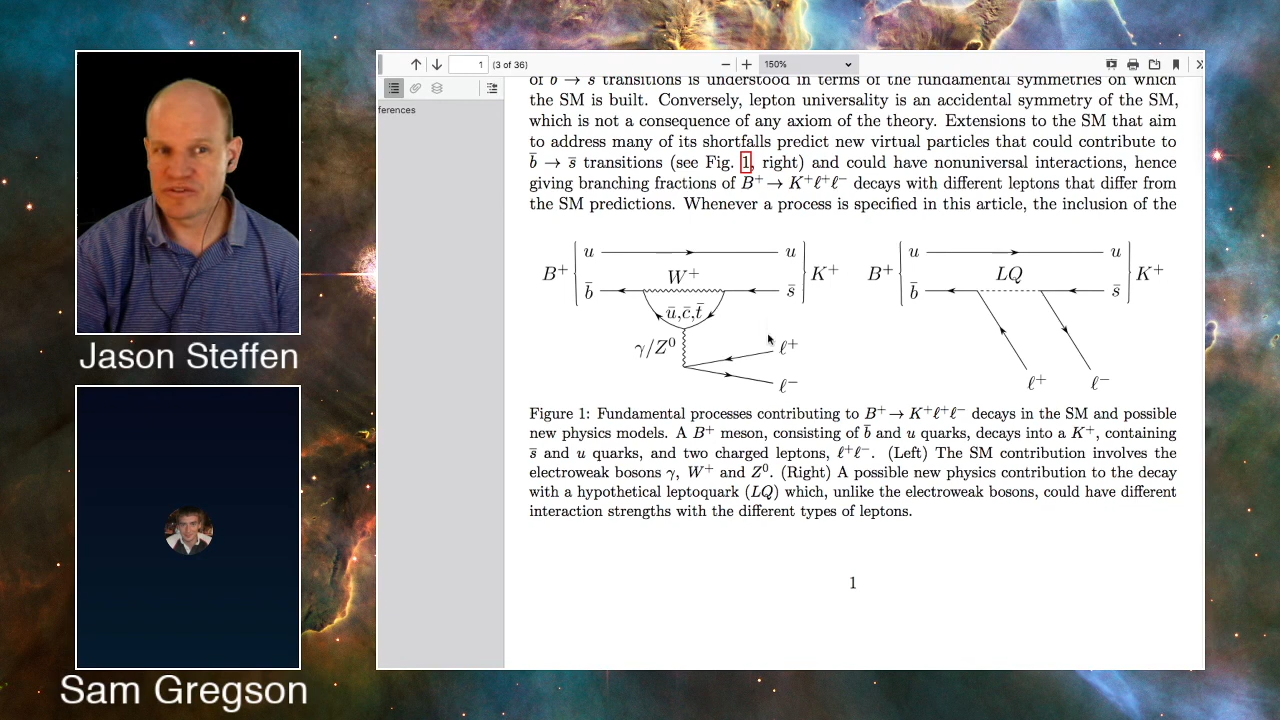 Jason Steffen
Sam Gregson
1 (3 of 36)
150%
ferences
of b̄ → s̄ transitions is understood in terms of the fundamental symmetries on which
the SM is built. Conversely, lepton universality is an accidental symmetry of the SM,
which is not a consequence of any axiom of the theory. Extensions to the SM that aim
to address many of its shortfalls predict new virtual particles that could contribute to
b̄ → s̄ transitions (see Fig. 1, right) and could have nonuniversal interactions, hence
giving branching fractions of B⁺ → K⁺ℓ⁺ℓ⁻ decays with different leptons that differ from
the SM predictions. Whenever a process is specified in this article, the inclusion of the
u u
B⁺ W⁺ K⁺
b̄ s̄
ū,c̄,t̄
γ/Z⁰ ℓ⁺
ℓ⁻
u u
B⁺ LQ K⁺
b̄ s̄
ℓ⁺ ℓ⁻
Figure 1: Fundamental processes contributing to B⁺ → K⁺ℓ⁺ℓ⁻ decays in the SM and possible
new physics models. A B⁺ meson, consisting of b̄ and u quarks, decays into a K⁺, containing
s̄ and u quarks, and two charged leptons, ℓ⁺ℓ⁻. (Left) The SM contribution involves the
electroweak bosons γ, W⁺ and Z⁰. (Right) A possible new physics contribution to the decay
with a hypothetical leptoquark (LQ) which, unlike the electroweak bosons, could have different
interaction strengths with the different types of leptons.
1